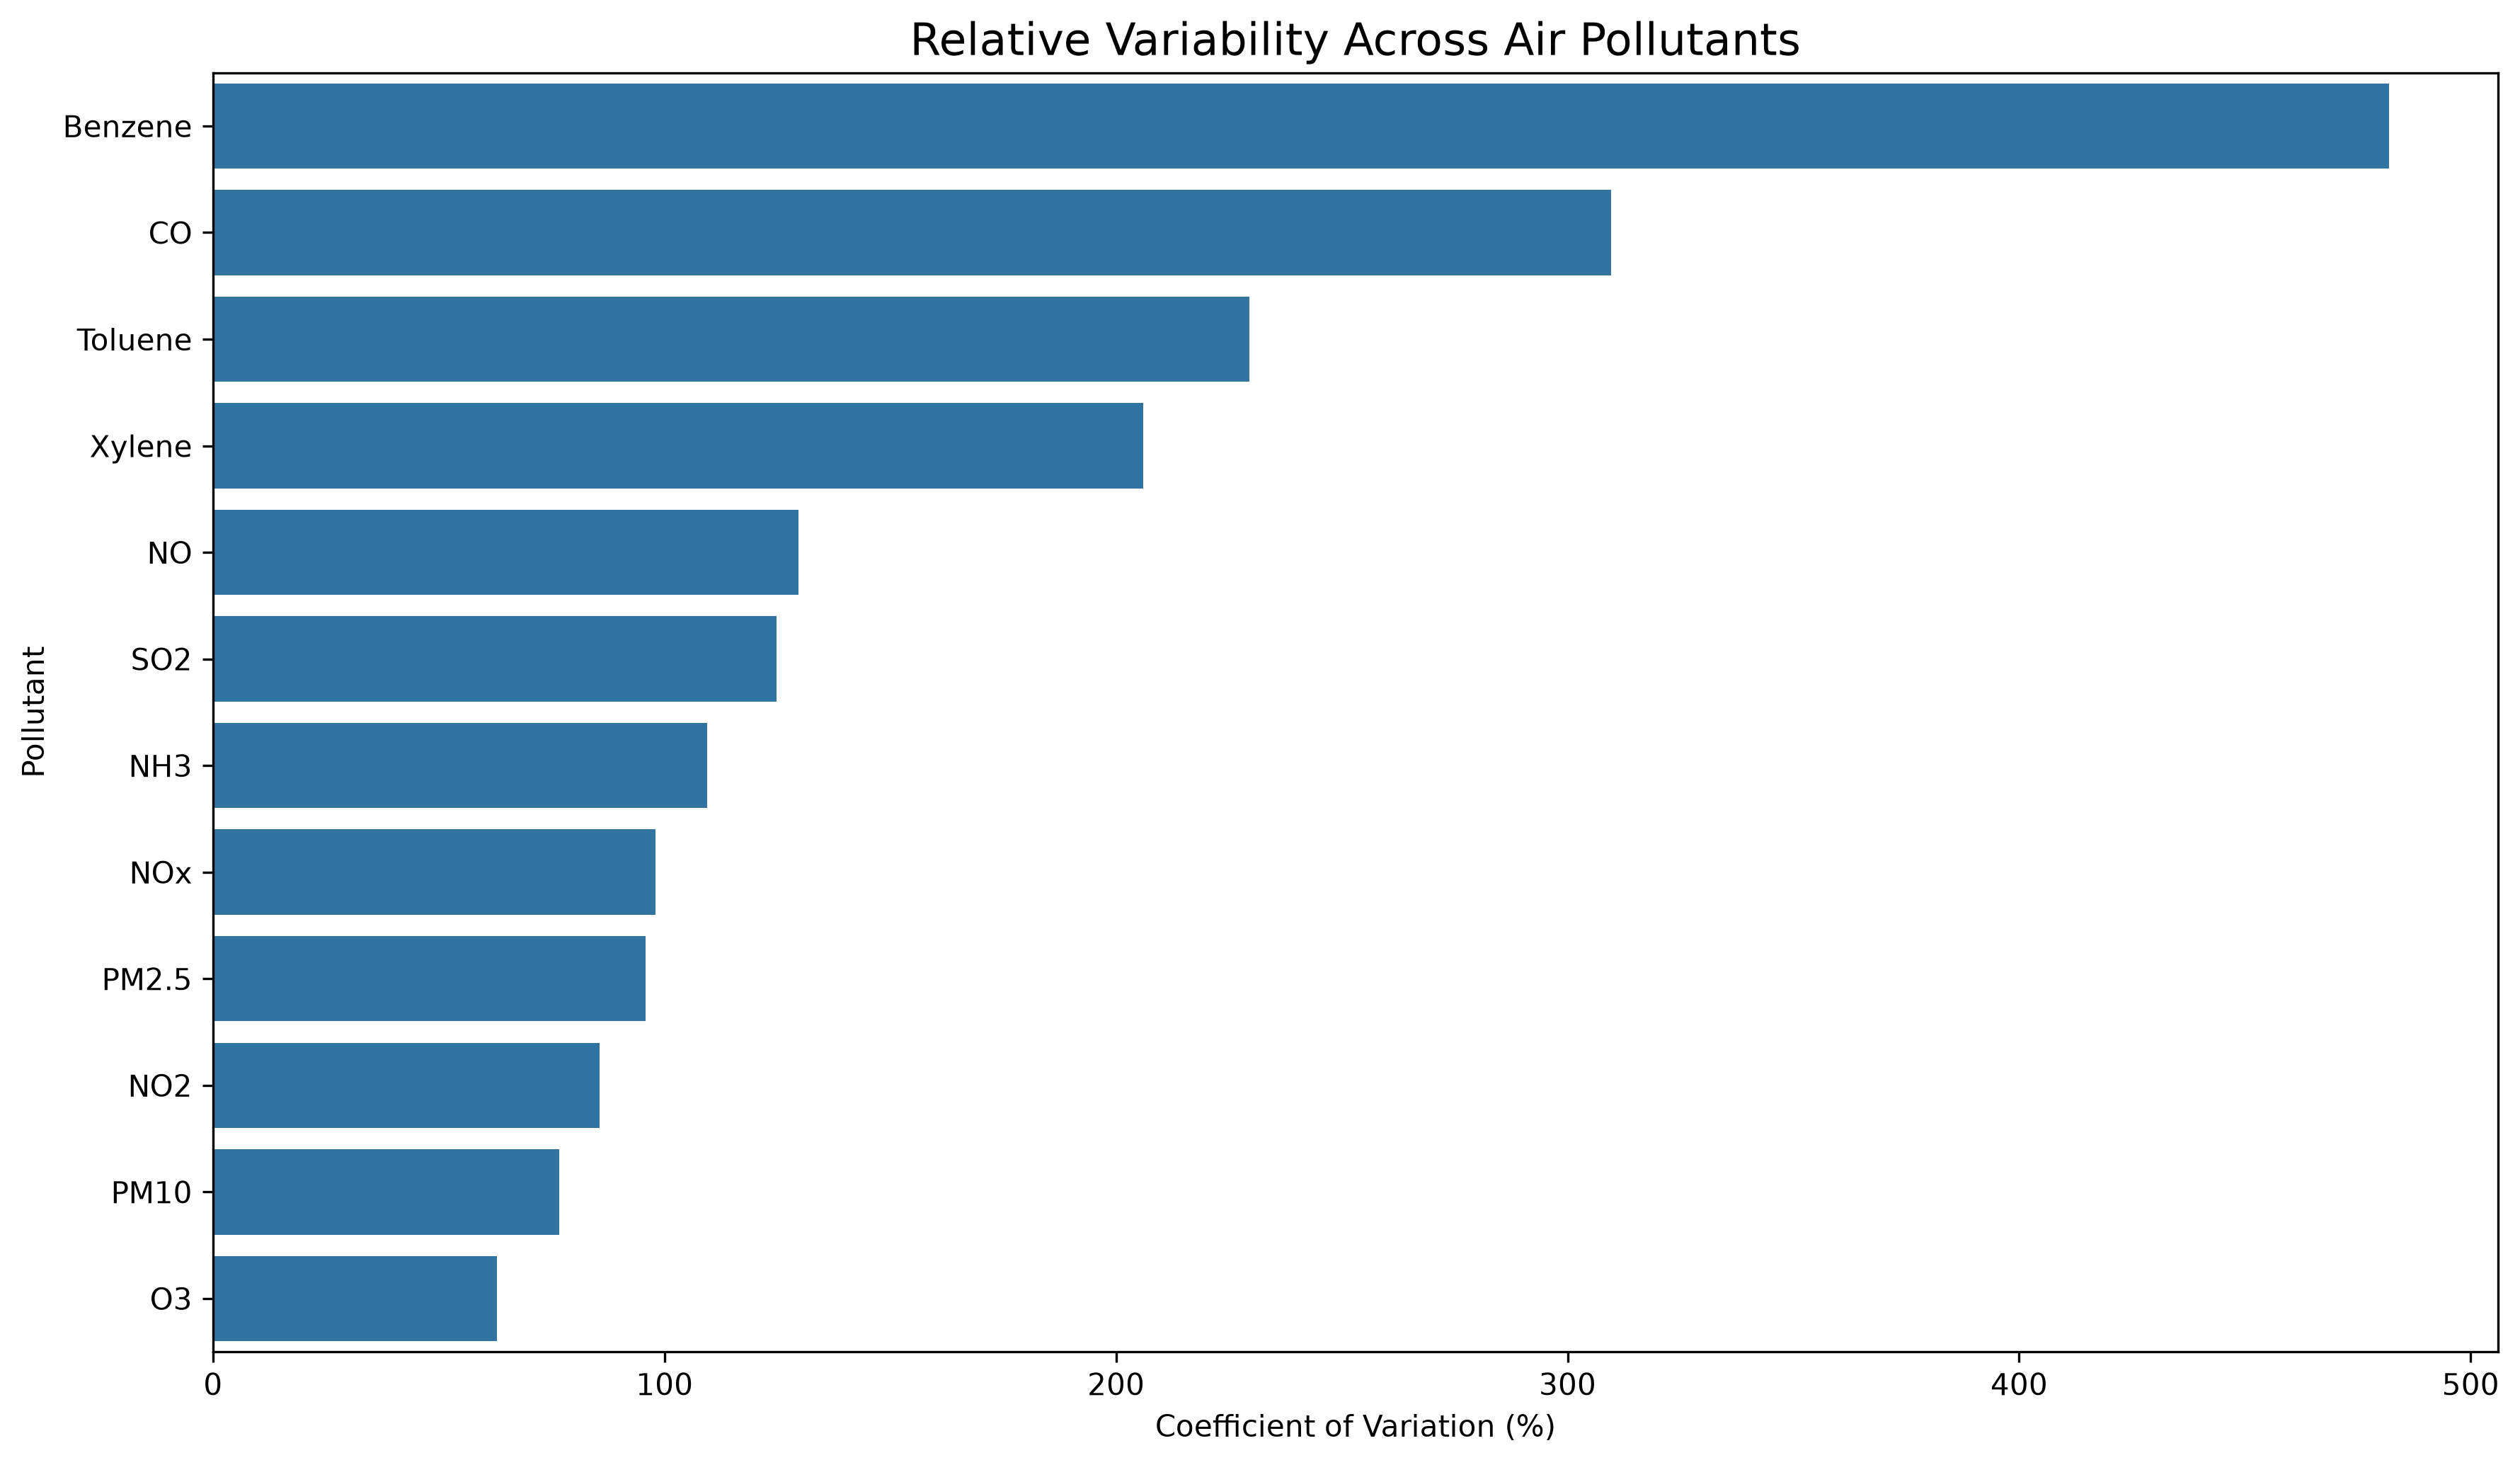 Relative Variability Across Air Pollutants
Pollutant
Benzene
CO
Toluene
Xylene
NO
SO2
NH3
NOx
PM2.5
NO2
PM10
O3
0 100 200 300 400 500
Coefficient of Variation (%)